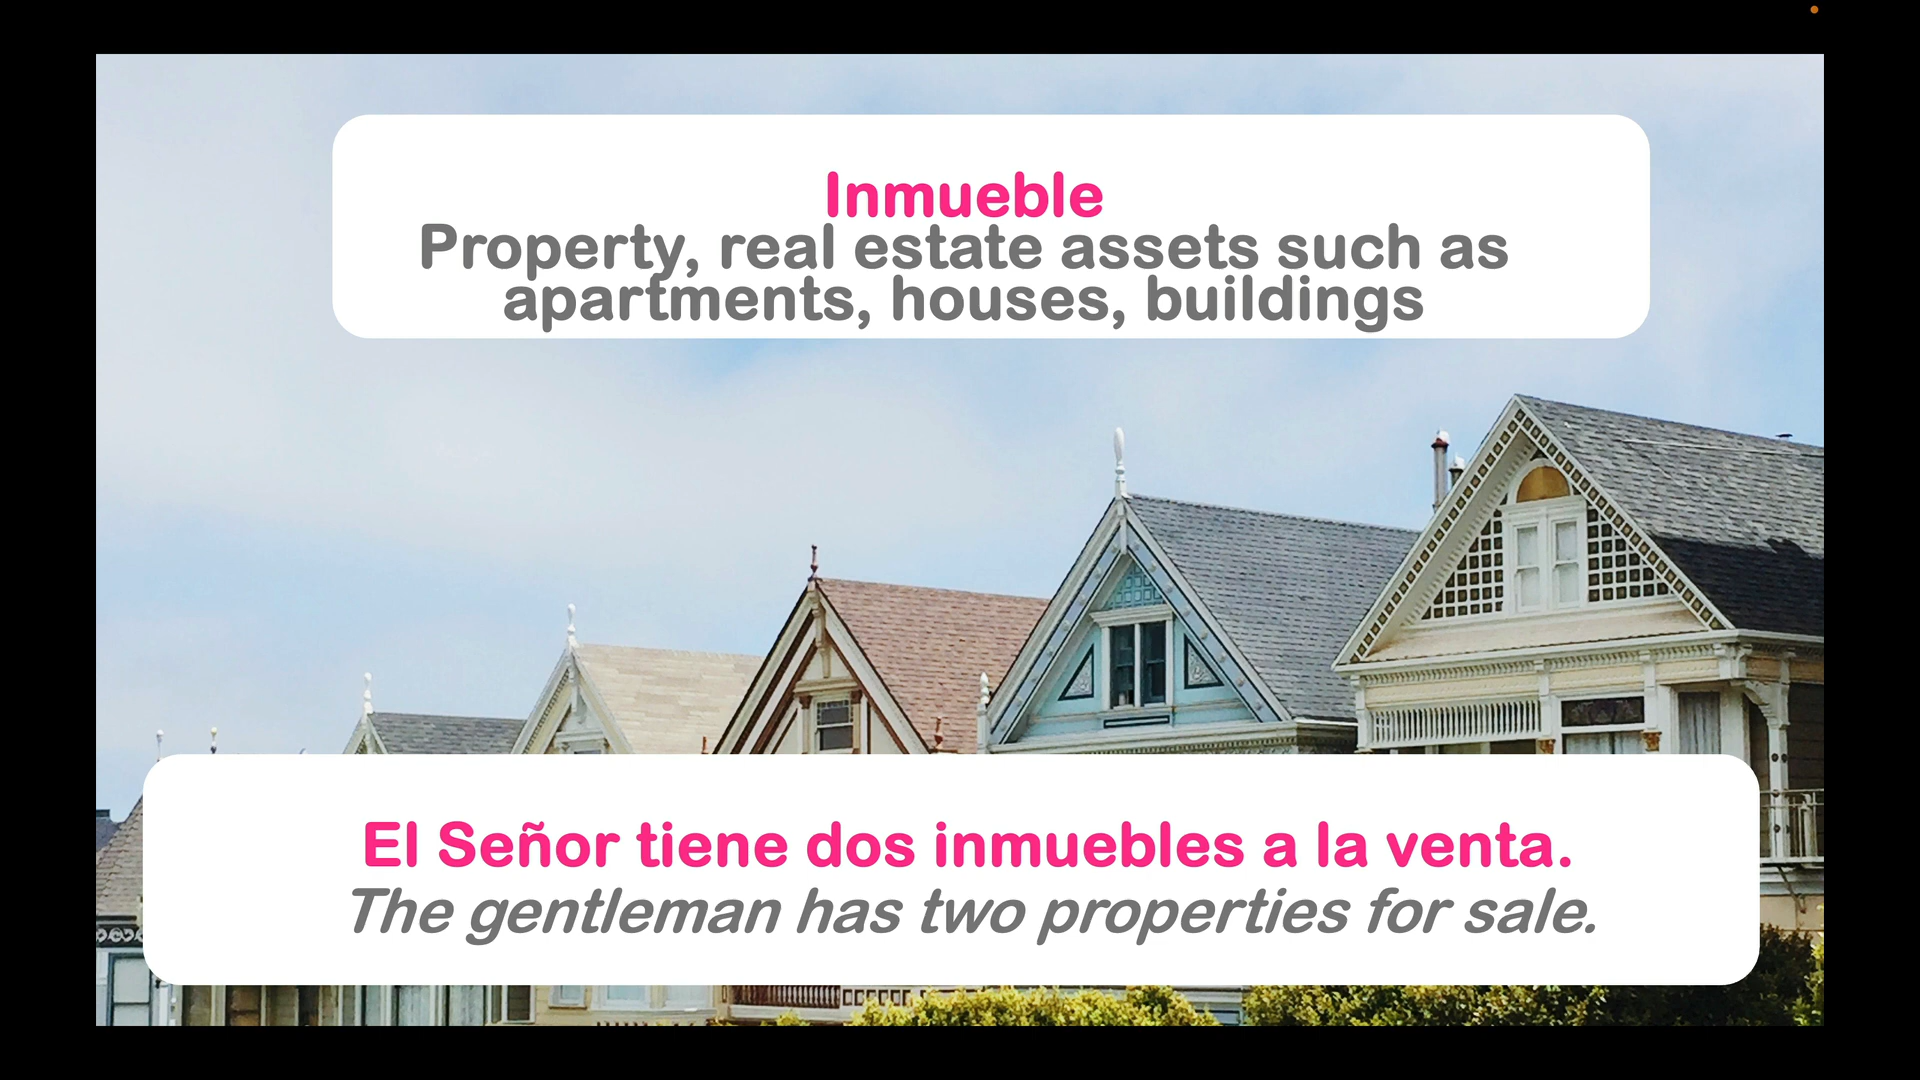 Inmueble
Property, real estate assets such as
apartments, houses, buildings
El Señor tiene dos inmuebles a la venta.
The gentleman has two properties for sale.